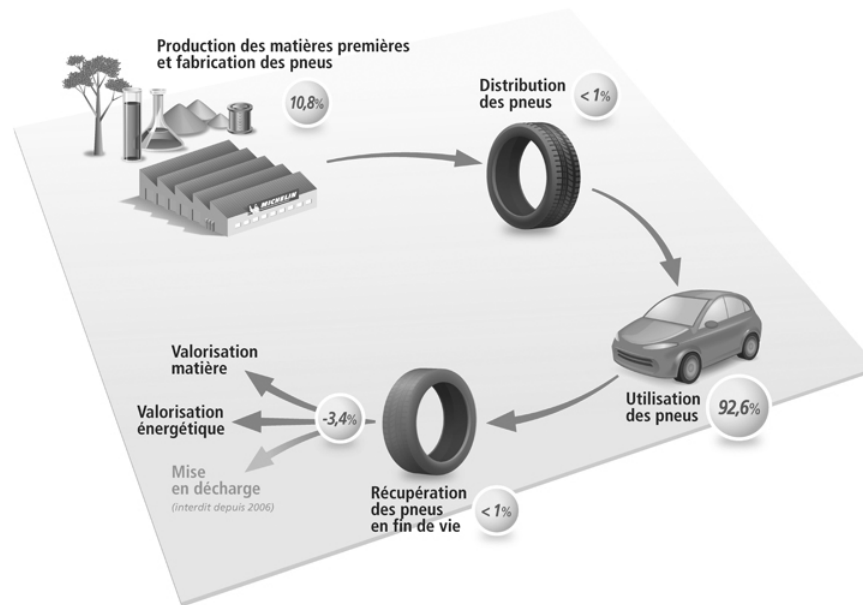 Production des matières premières
et fabrication des pneus
10,8%
Distribution
des pneus
< 1%
MICHELIN
Utilisation
des pneus
92,6%
Récupération
des pneus
en fin de vie
< 1%
-3,4%
Valorisation
matière
Valorisation
énergétique
Mise
en décharge
(interdit depuis 2006)